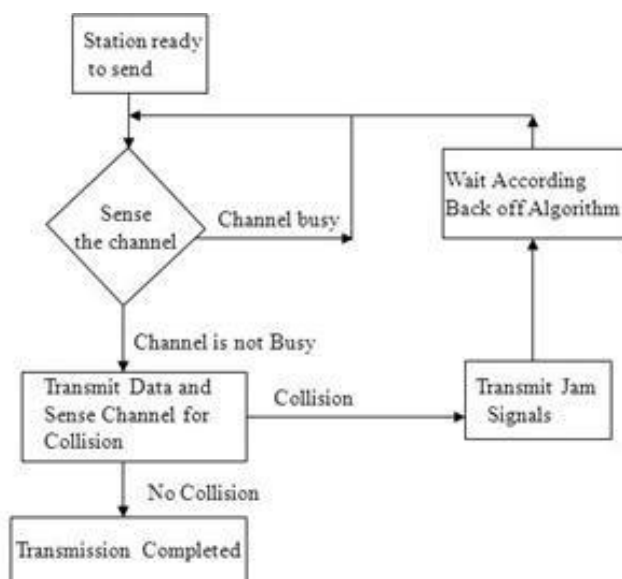 Station ready
to send
Sense
the channel
Channel busy
Wait According
Back off Algorithm
Channel is not Busy
Transmit Data and
Sense Channel for
Collision
Collision
Transmit Jam
Signals
No Collision
Transmission Completed